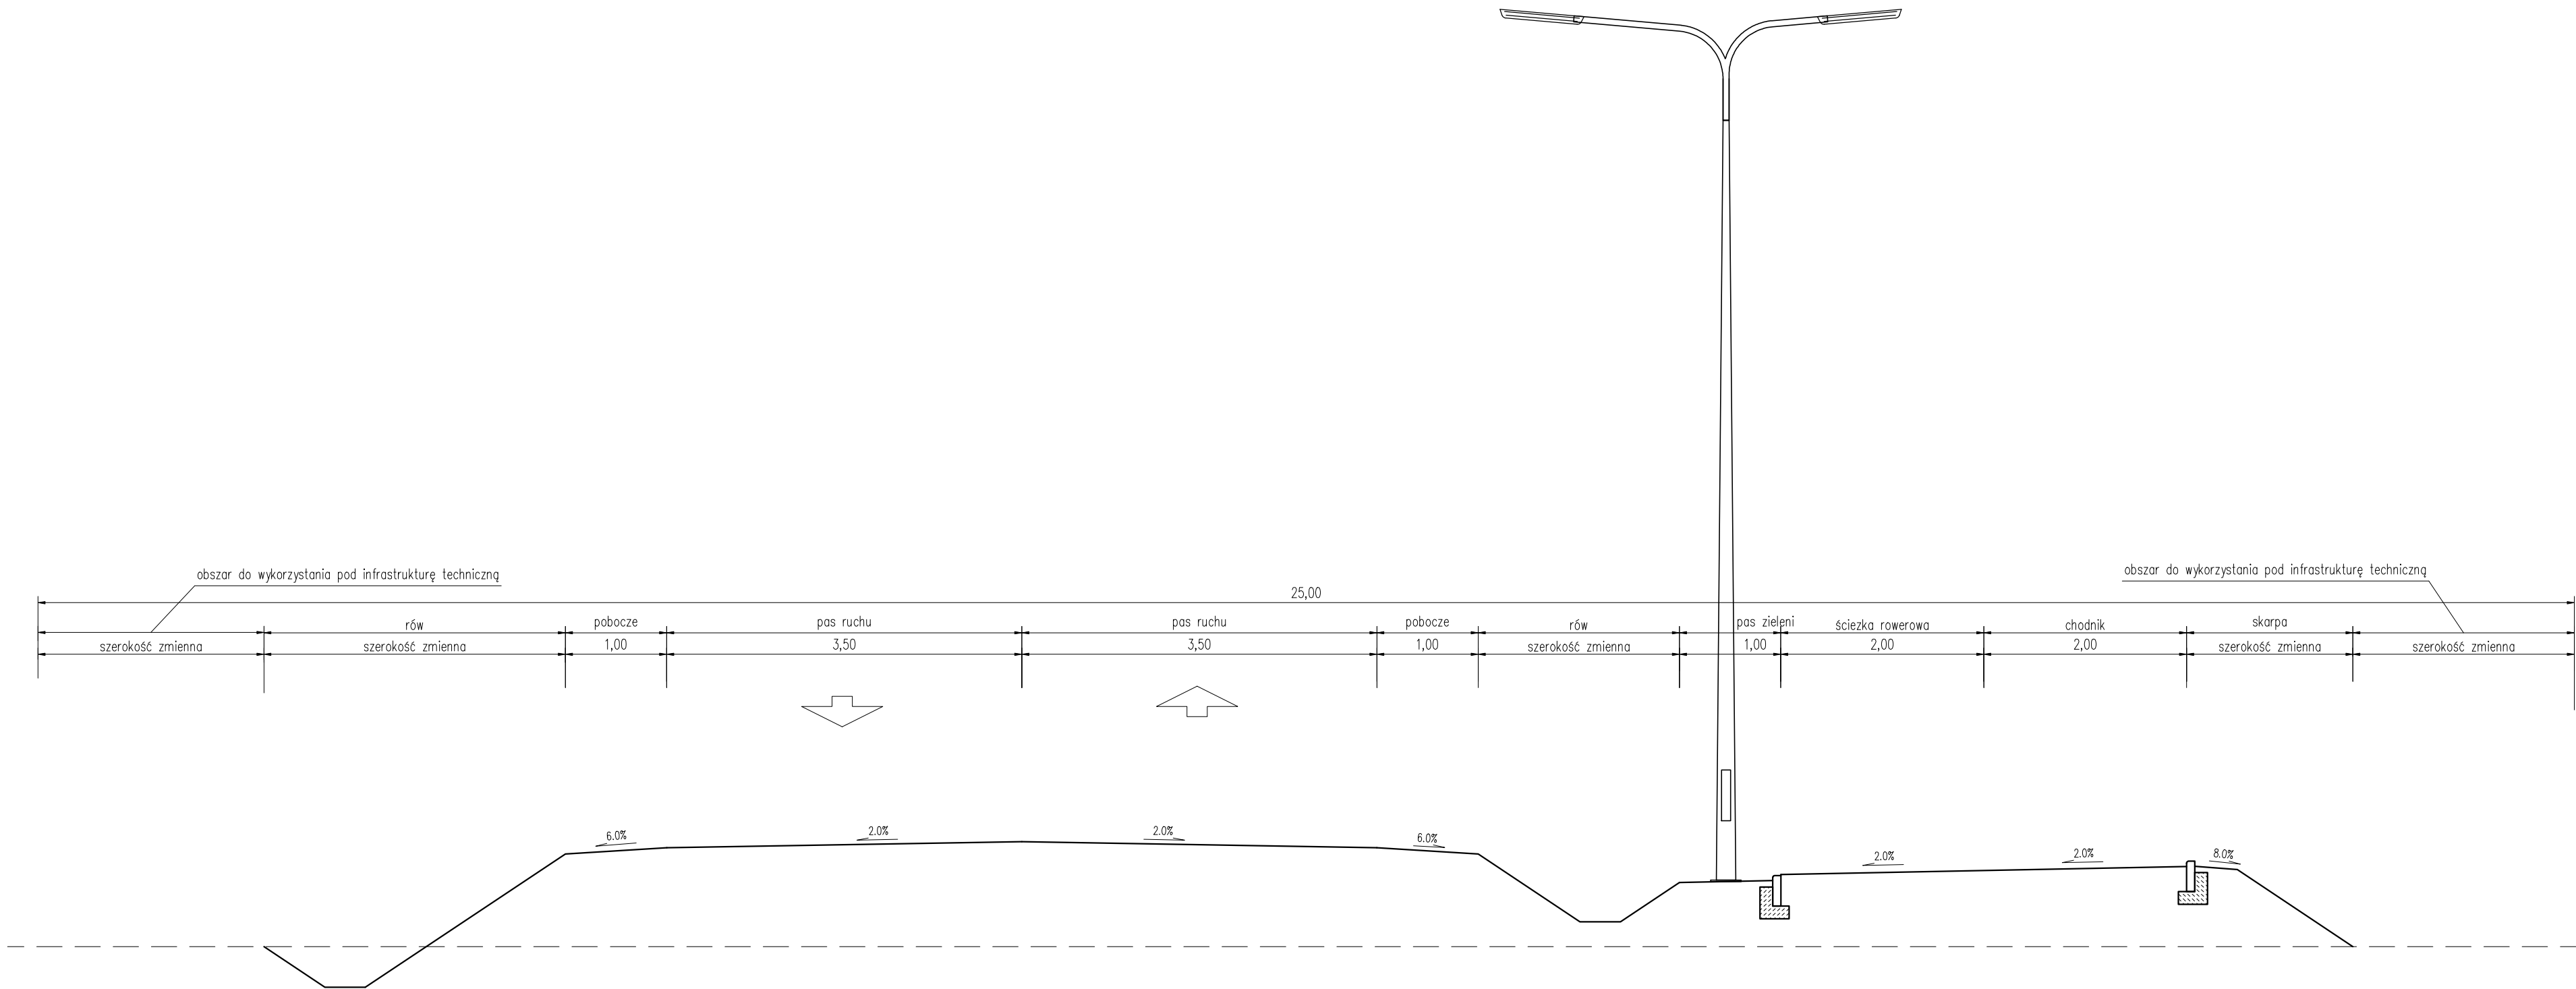 obszar do wykorzystania pod infrastrukturę techniczną
obszar do wykorzystania pod infrastrukturę techniczną
25,00
rów
pobocze
pas ruchu
pas ruchu
pobocze
rów
pas zieleni
ściezka rowerowa
chodnik
skarpa
szerokość zmienna
szerokość zmienna
1,00
3,50
3,50
1,00
szerokość zmienna
1,00
2,00
2,00
szerokość zmienna
szerokość zmienna
6.0%
2.0%
2.0%
6.0%
2.0%
2.0%
8.0%